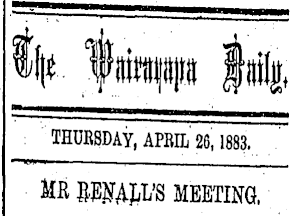 The Wairarapa Daily.
THURSDAY, APRIL 26, 1883.
MR RENALL'S MEETING.